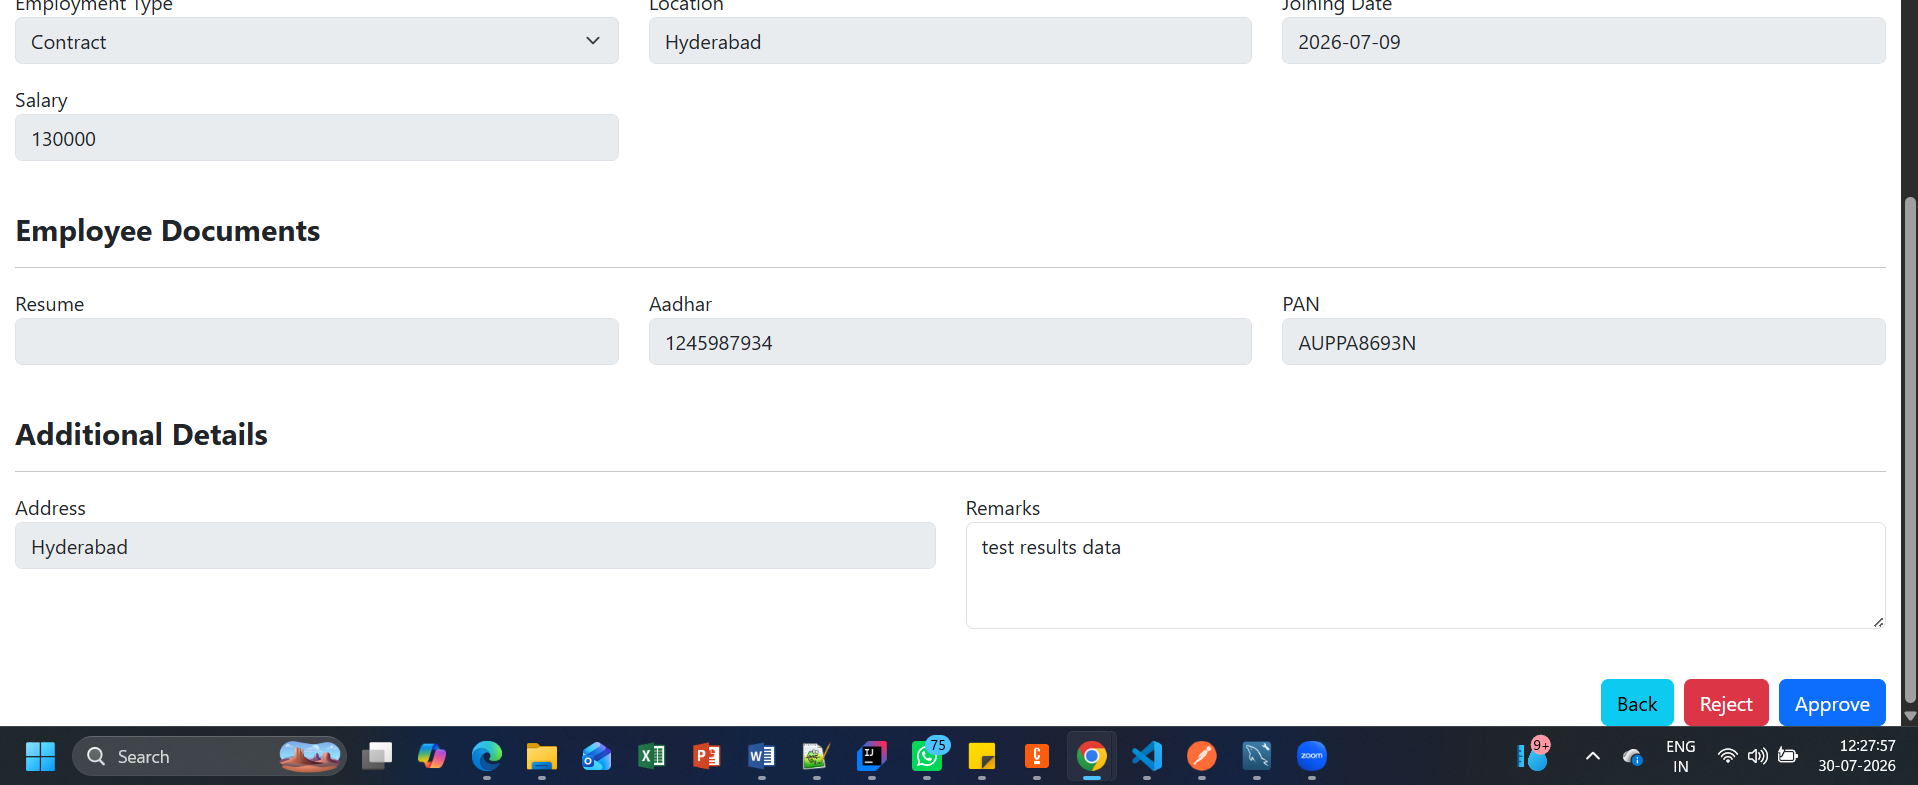 Employment Type
Location
Joining Date
Contract
Hyderabad
2026-07-09
Salary
130000
Employee Documents
Resume
Aadhar
PAN
1245987934
AUPPA8693N
Additional Details
Address
Remarks
Hyderabad
test results data
Back
Reject
Approve
Search
75
zoom
9+
ENG
IN
12:27:57
30-07-2026